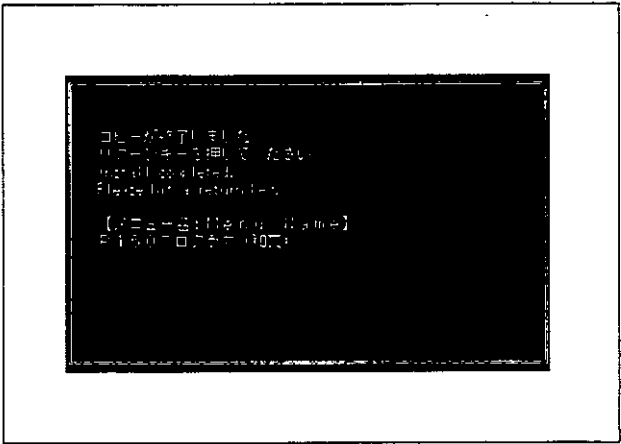 コピーが終了しました
リターンキーを押してください
Install completed.
Please hit a return key.
【メニュー名:Menu Name】